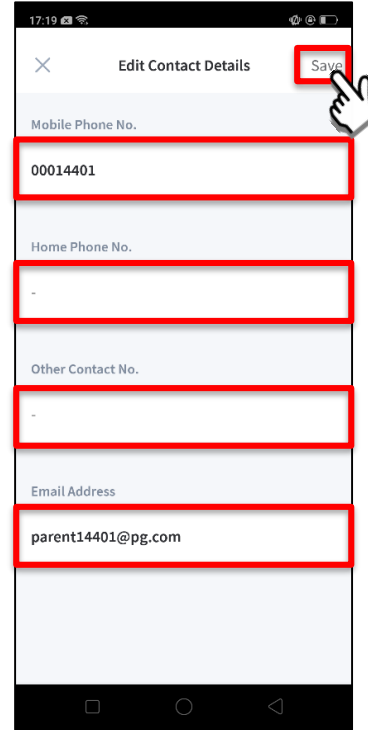 17:19
Edit Contact Details
Save
Mobile Phone No.
00014401
Home Phone No.
-
Other Contact No.
-
Email Address
parent14401@pg.com